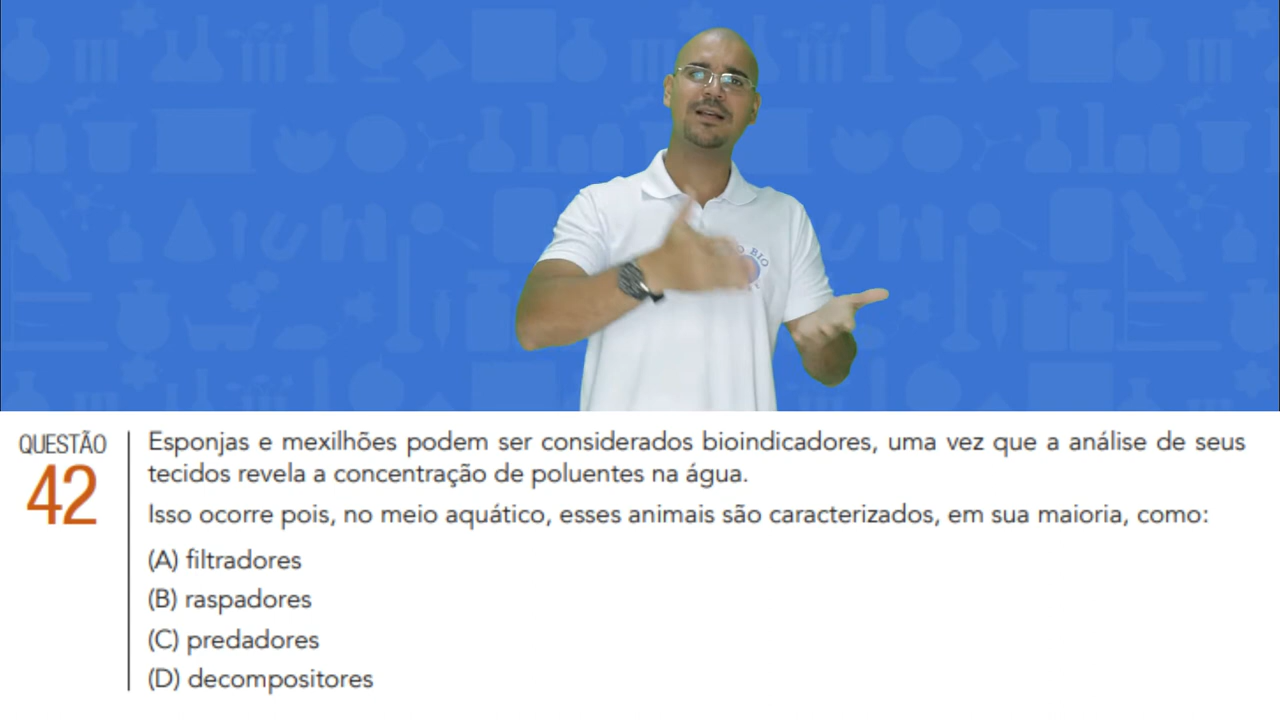 O BIO
QUESTÃO
42
Esponjas e mexilhões podem ser considerados bioindicadores, uma vez que a análise de seus
tecidos revela a concentração de poluentes na água.
Isso ocorre pois, no meio aquático, esses animais são caracterizados, em sua maioria, como:
(A) filtradores
(B) raspadores
(C) predadores
(D) decompositores